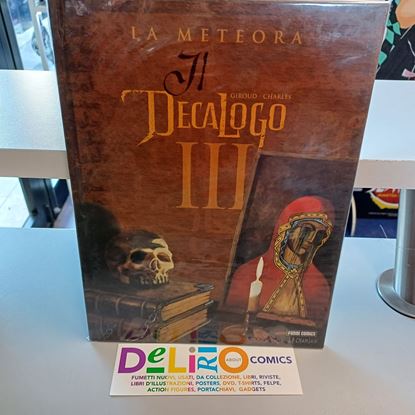 LA METEORA
Il
GIROUD - CHARLES
DECALOGO
III
PANINI COMICS
DeLiRIO ABOUT COMICS
FUMETTI NUOVI, USATI, DA COLLEZIONE, LIBRI, RIVISTE,
LIBRI D'ILLUSTRAZIONI, POSTERS, DVD, T-SHIRTS, FELPE,
ACTION FIGURES, PORTACHIAVI, GADGETS